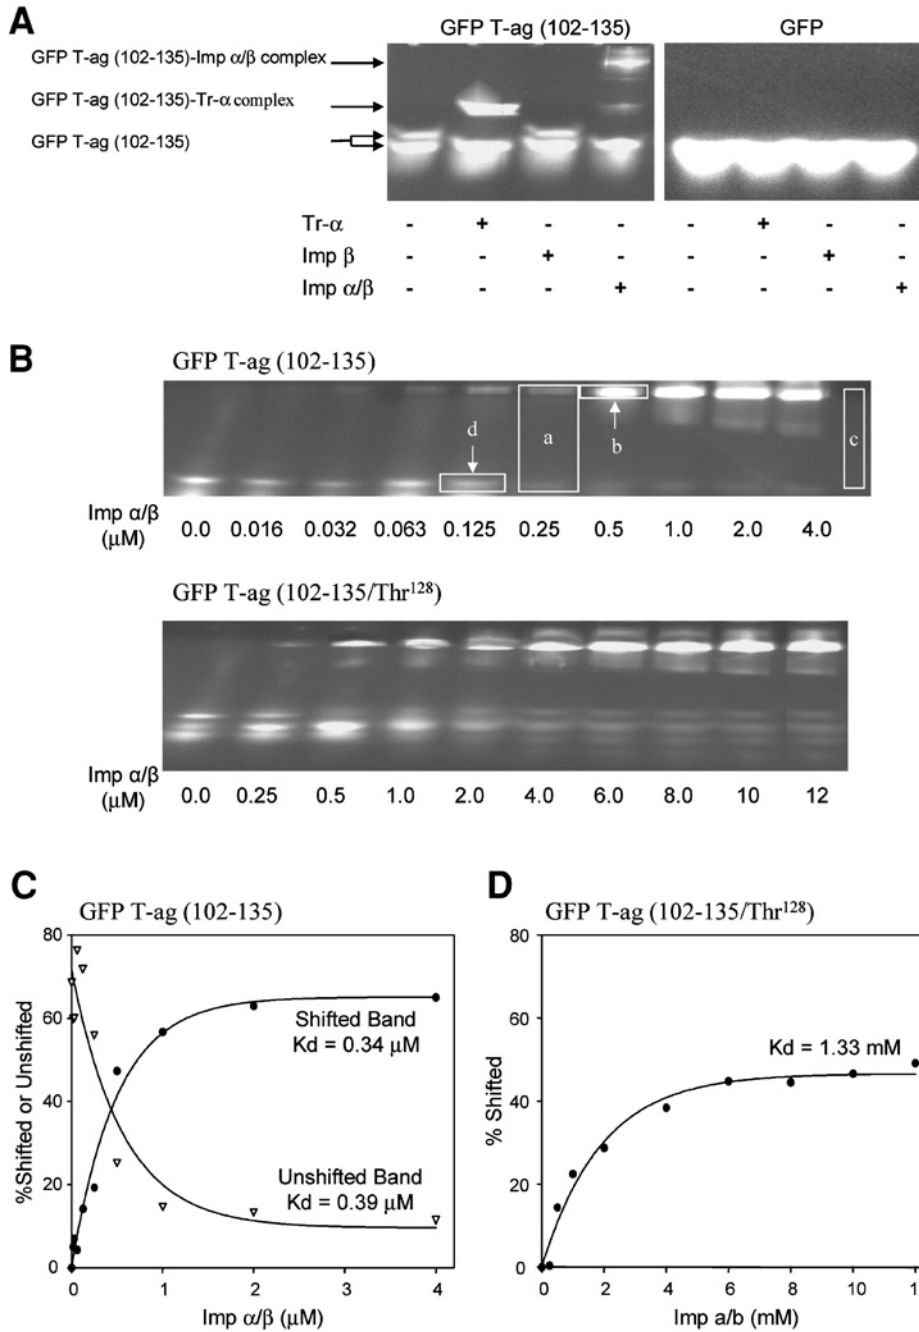 A
GFP T-ag (102-135)
GFP
GFP T-ag (102-135)-Imp α/β complex
GFP T-ag (102-135)-Tr-α complex
GFP T-ag (102-135)
Tr-α - + - - - + - -
Imp β - - + - - - + -
Imp α/β - - - + - - - +
B
GFP T-ag (102-135)
d a b c
Imp α/β
(μM)
0.0 0.016 0.032 0.063 0.125 0.25 0.5 1.0 2.0 4.0
GFP T-ag (102-135/Thr¹²⁸)
Imp α/β
(μM)
0.0 0.25 0.5 1.0 2.0 4.0 6.0 8.0 10 12
C
GFP T-ag (102-135)
%Shifted or Unshifted
80
60
40
20
0
Shifted Band
Kd = 0.34 μM
Unshifted Band
Kd = 0.39 μM
0 1 2 3 4
Imp α/β (μM)
D
GFP T-ag (102-135/Thr¹²⁸)
% Shifted
80
60
40
20
0
Kd = 1.33 mM
0 2 4 6 8 10
Imp a/b (mM)